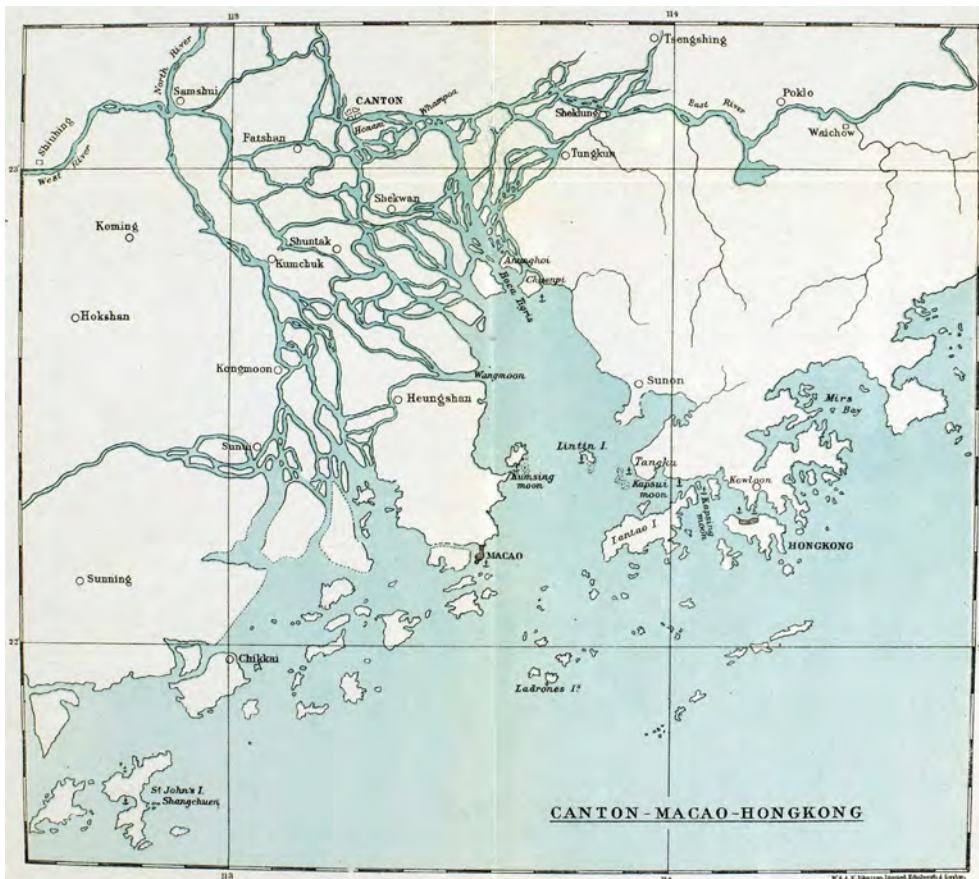 113
114
Tsengshing
North River
Samshui
CANTON
Honam
Whampoa
Sheklung
East River
Poklo
Waichow
Shiuhing
West River
Fatshan
Tungkun
23
Shekwan
Koming
Shuntak
Kumchuk
Anunghoi
Chuenpi
Boca Tigris
Hokshan
Kongmoon
Wangmoon
Sunon
Heungshan
Mirs
Bay
Sunui
Lintin I.
Kumsing
moon
Tangku
Kapsui
moon
Kowloon
Kapsing
moon
Lantao I
HONGKONG
MACAO
Sunning
22
Chikkai
Ladrones Is
St John's I.
Shangchuen
CANTON-MACAO-HONGKONG
113
114